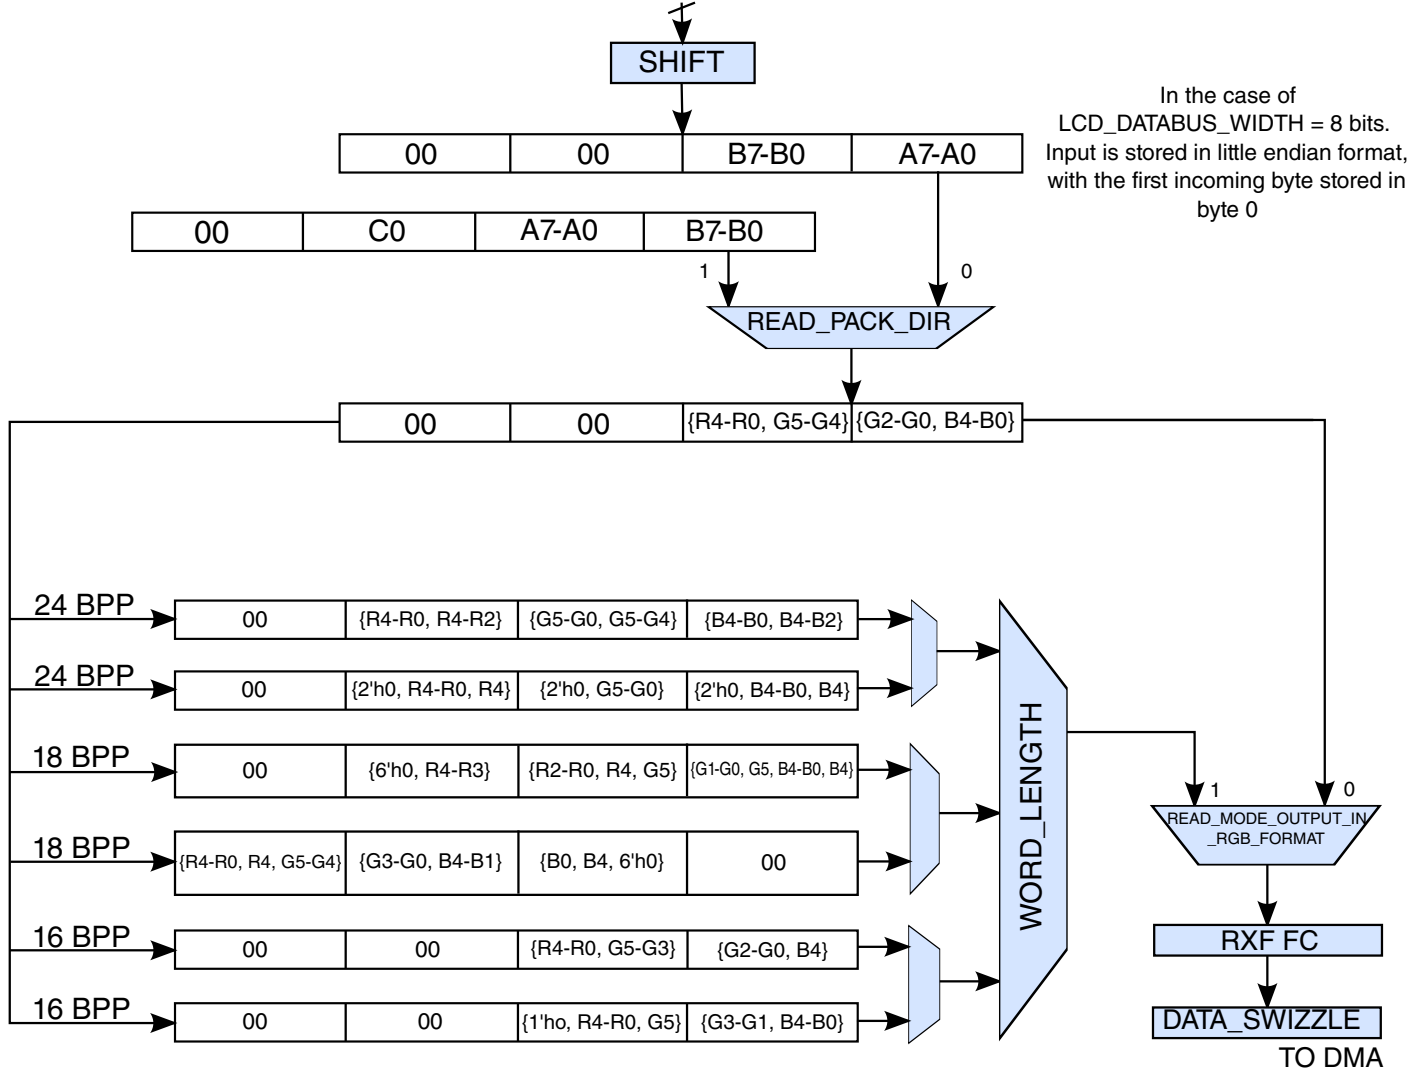 SHIFT
In the case of
LCD_DATABUS_WIDTH = 8 bits.
Input is stored in little endian format,
with the first incoming byte stored in
byte 0
00 00 B7-B0 A7-A0
00 C0 A7-A0 B7-B0
1 0
READ_PACK_DIR
00 00 {R4-R0, G5-G4} {G2-G0, B4-B0}
24 BPP 00 {R4-R0, R4-R2} {G5-G0, G5-G4} {B4-B0, B4-B2}
24 BPP 00 {2'h0, R4-R0, R4} {2'h0, G5-G0} {2'h0, B4-B0, B4}
18 BPP 00 {6'h0, R4-R3} {R2-R0, R4, G5} {G1-G0, G5, B4-B0, B4}
18 BPP {R4-R0, R4, G5-G4} {G3-G0, B4-B1} {B0, B4, 6'h0} 00
16 BPP 00 00 {R4-R0, G5-G3} {G2-G0, B4}
16 BPP 00 00 {1'ho, R4-R0, G5} {G3-G1, B4-B0}
WORD_LENGTH
1 0
READ_MODE_OUTPUT_IN
_RGB_FORMAT
RXF FC
DATA_SWIZZLE
TO DMA